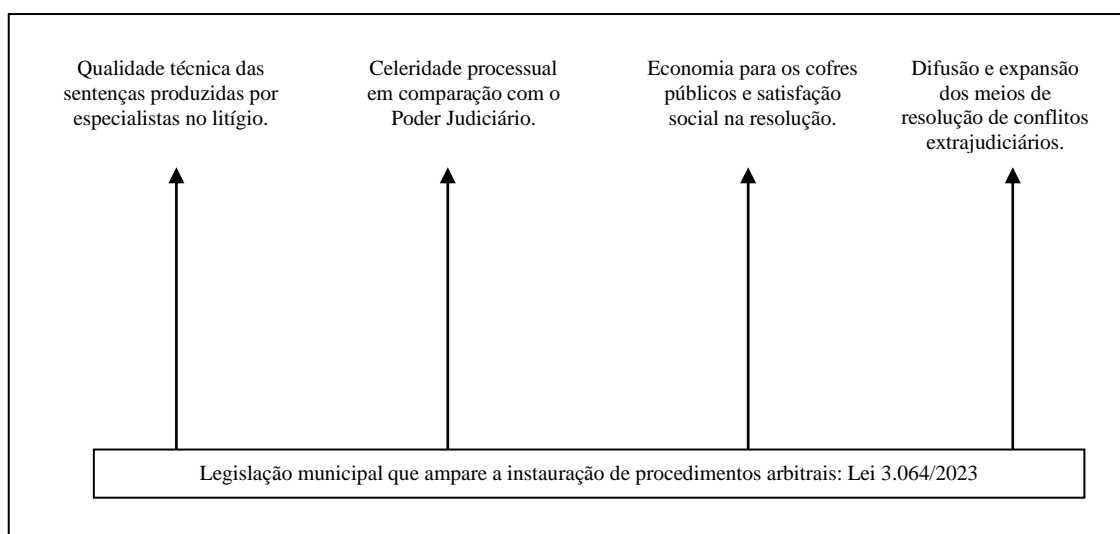 Qualidade técnica das
sentenças produzidas por
especialistas no litígio.
Celeridade processual
em comparação com o
Poder Judiciário.
Economia para os cofres
públicos e satisfação
social na resolução.
Difusão e expansão
dos meios de
resolução de conflitos
extrajudiciários.
Legislação municipal que ampare a instauração de procedimentos arbitrais: Lei 3.064/2023